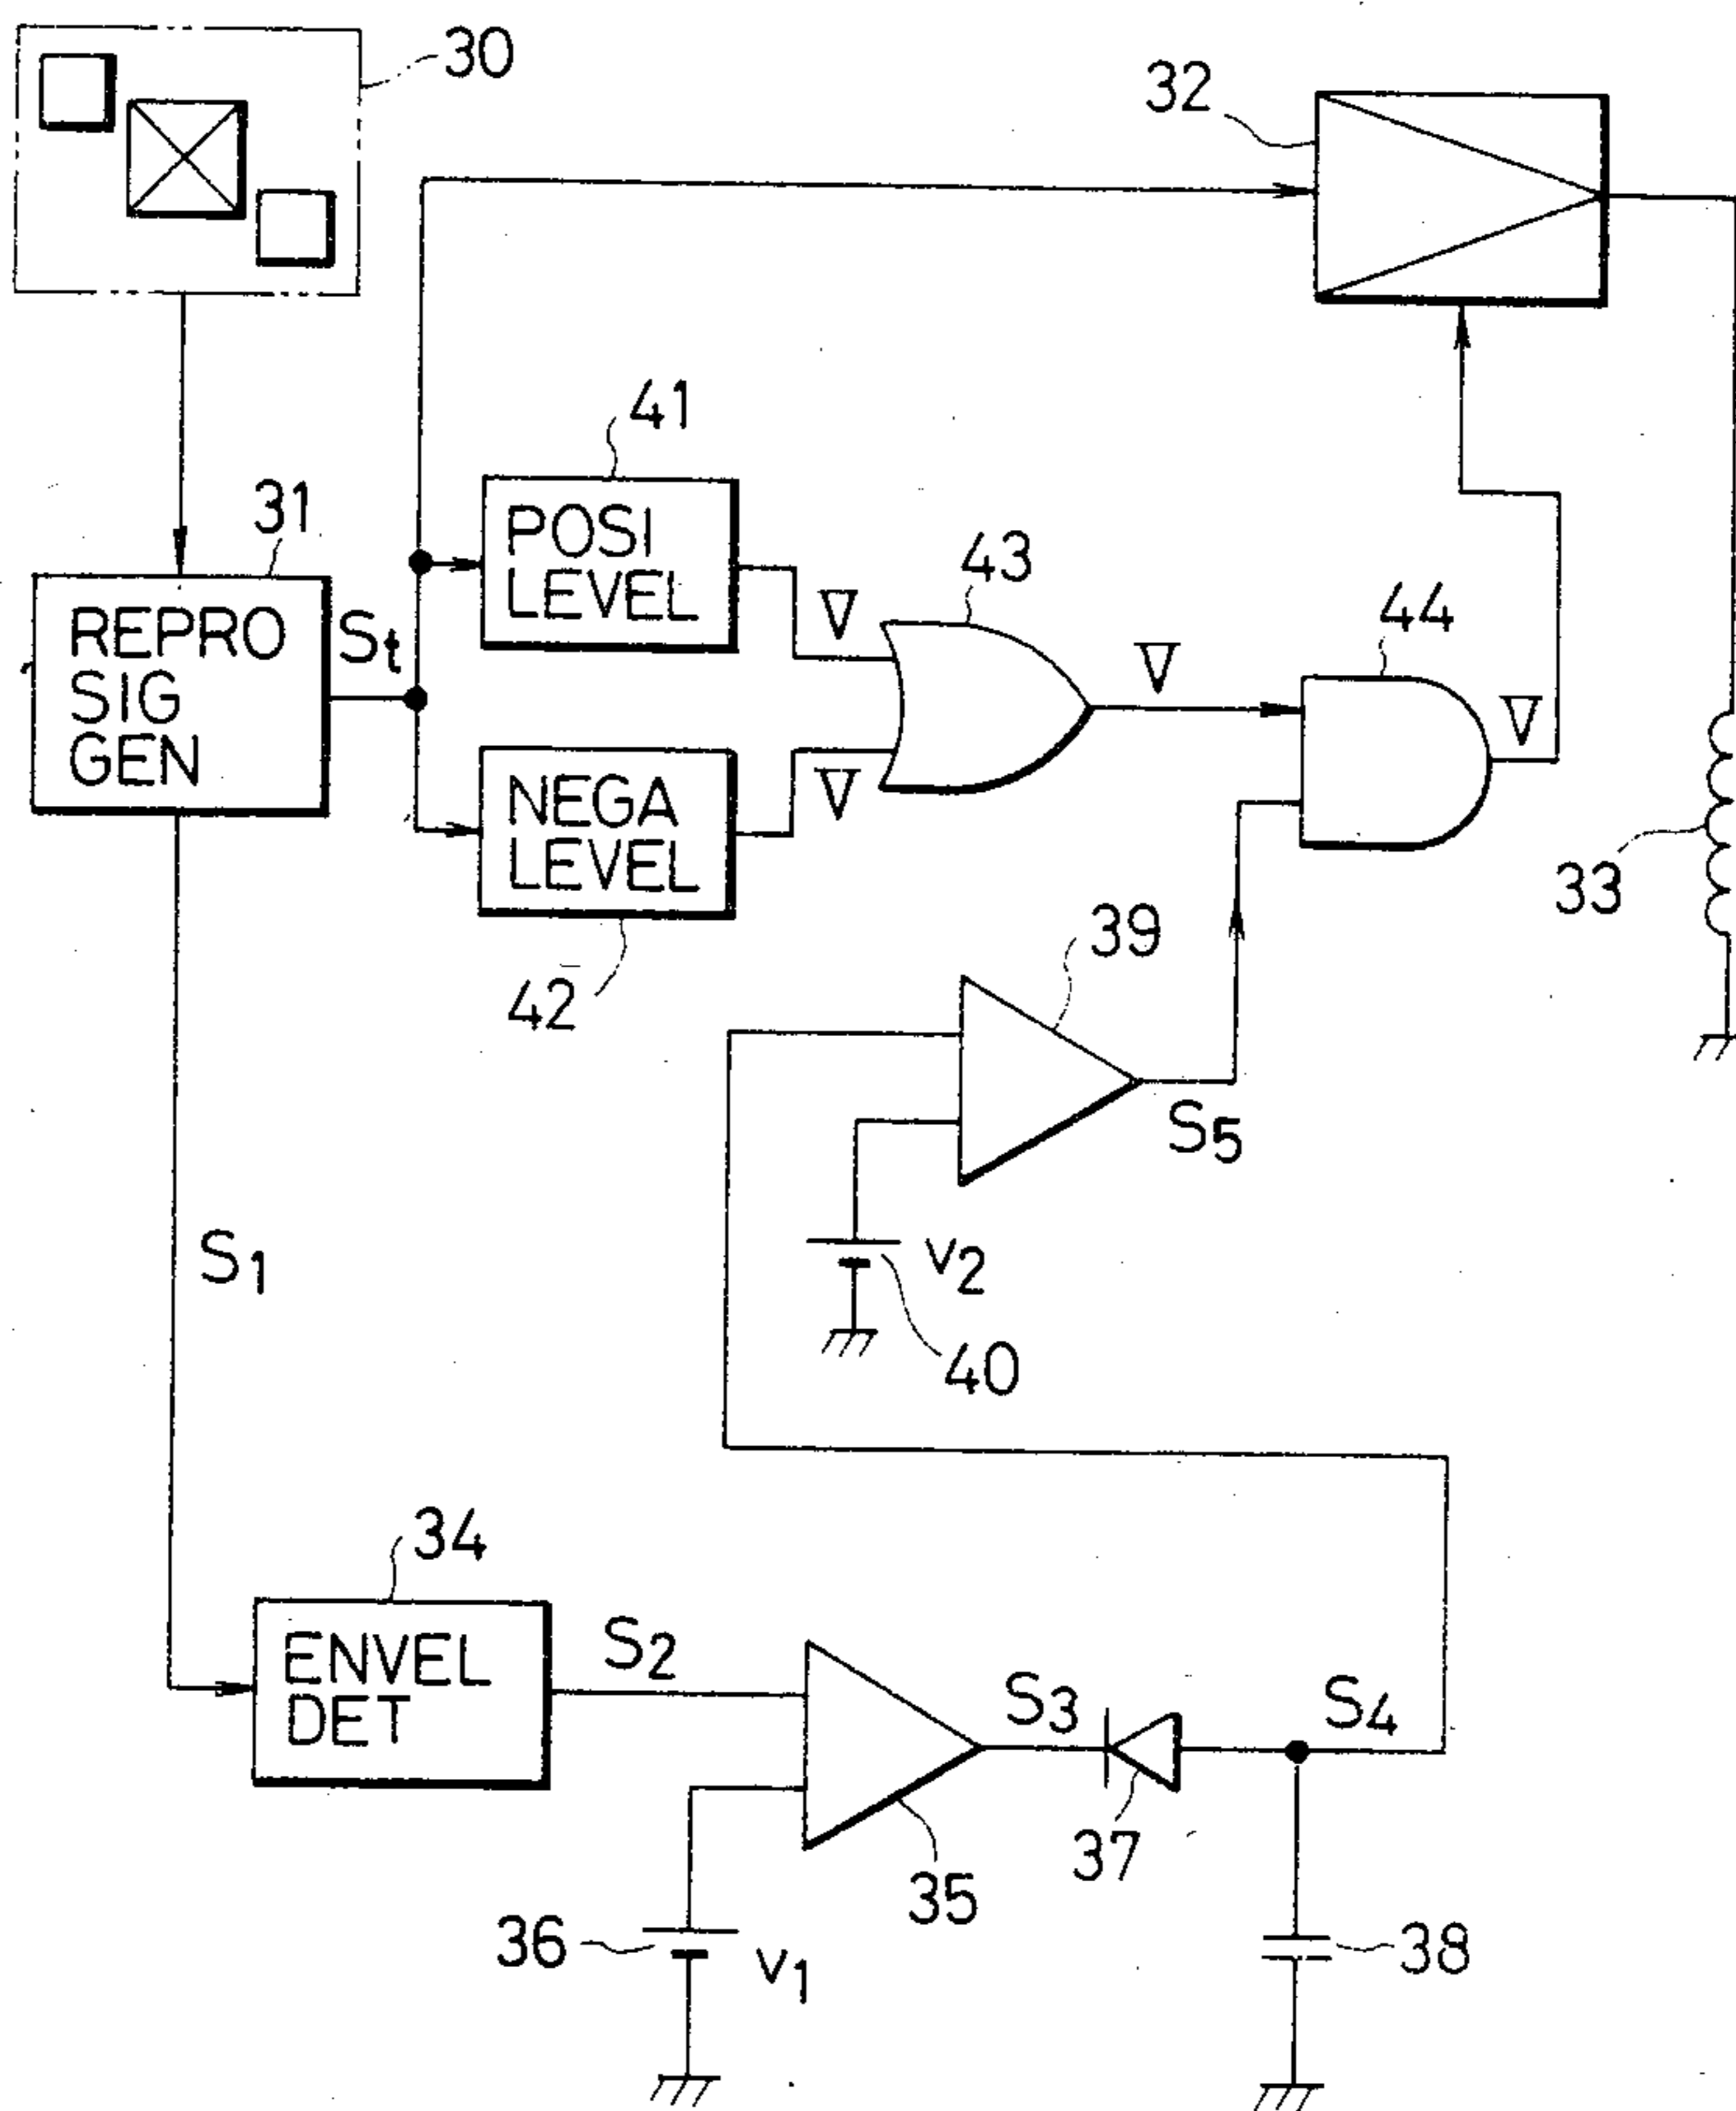 30
32
41
POSI
LEVEL
31
REPRO
SIG
GEN
St
43
44
V
V
V
V
NEGA
LEVEL
33
42
39
S5
S1
V2
40
34
ENVEL
DET
S2
S3
S4
37
35
36
V1
38